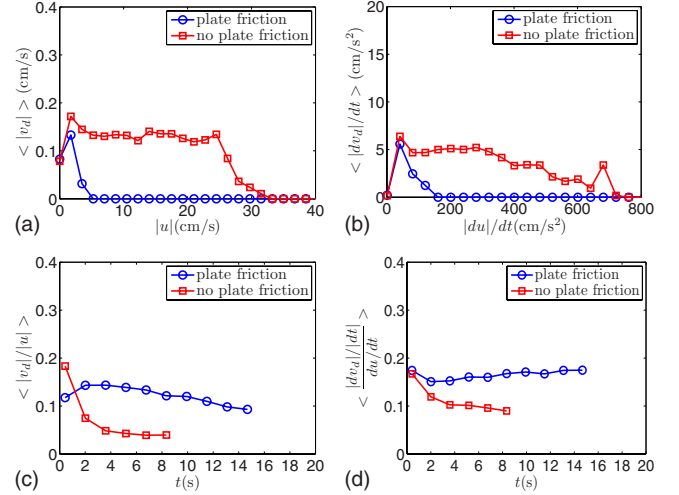 plate friction
no plate friction
0.4
0.3
0.2
0.1
0
< |v_d| > (cm/s)
0 10 20 30 40
|u|(cm/s)
(a)
plate friction
no plate friction
20
15
10
5
0
< |dv_d|/dt > (cm/s²)
0 200 400 600 800
|du|/dt(cm/s²)
(b)
plate friction
no plate friction
0.4
0.3
0.2
0.1
0
< |v_d|/|u| >
0 2 4 6 8 10 12 14 16 18 20
t(s)
(c)
plate friction
no plate friction
0.4
0.3
0.2
0.1
0
< |dv_d|/|dt| / du/dt >
0 2 4 6 8 10 12 14 16 18 20
t(s)
(d)